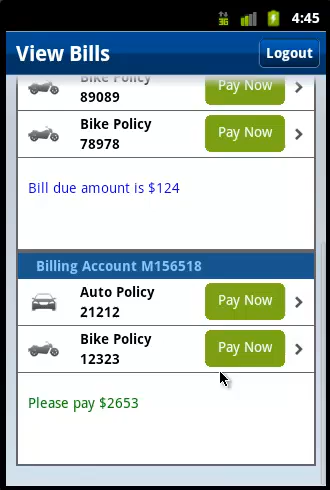 3G
4:45
View Bills
Logout
Bike Policy
89089
Pay Now
Bike Policy
78978
Pay Now
Bill due amount is $124
Billing Account M156518
Auto Policy
21212
Pay Now
Bike Policy
12323
Pay Now
Please pay $2653